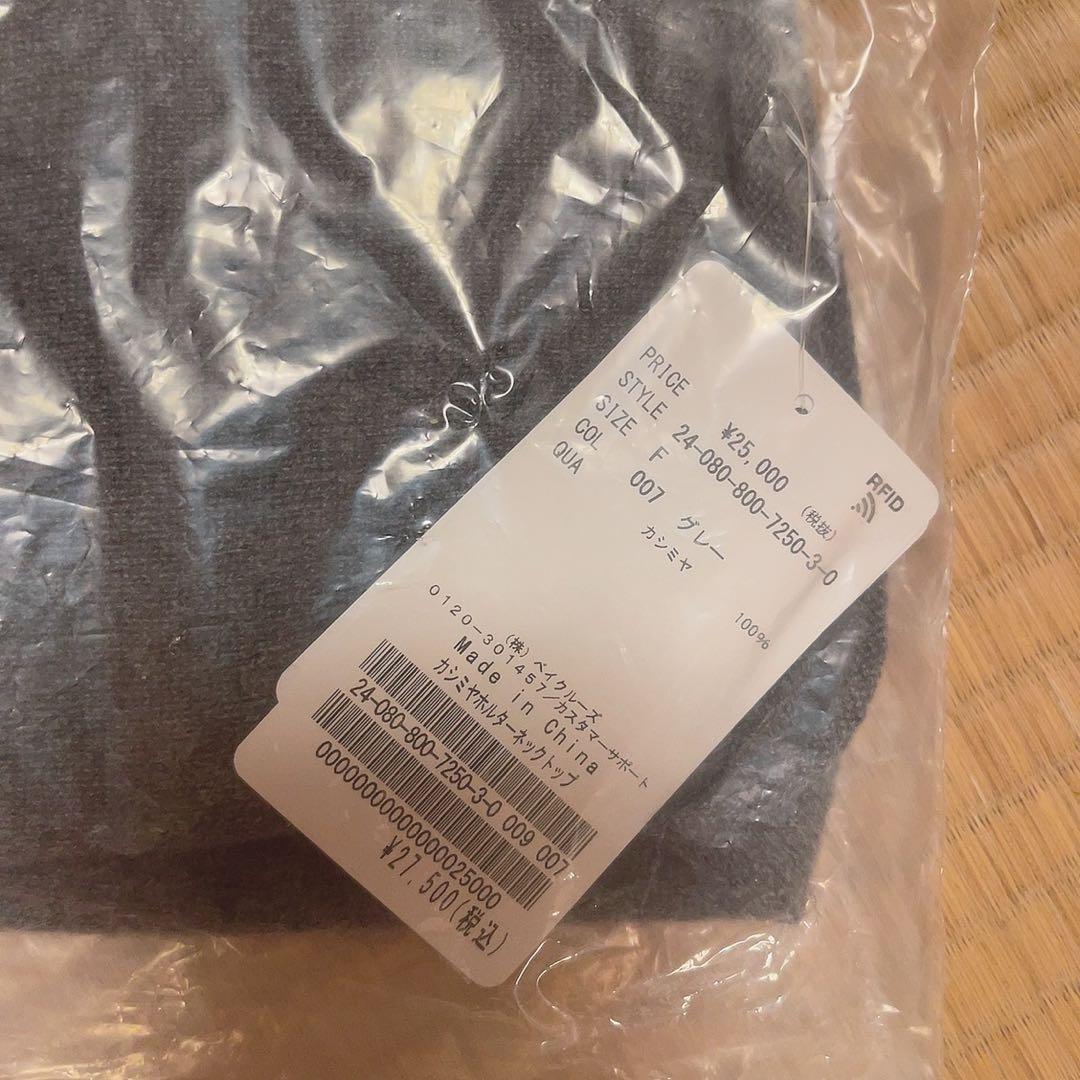 RFID
PRICE ¥25,000 (税抜)
STYLE 24-080-800-7250-3-0
SIZE F
COL 007 グレー
QUA カシミヤ 100%
(株)ベイクルーズ
0120-301457/カスタマーサポート
Made in China
カシミヤホルターネックトップ
24-080-800-7250-3-0 009 007
0000000000000025000
¥27,500(税込)